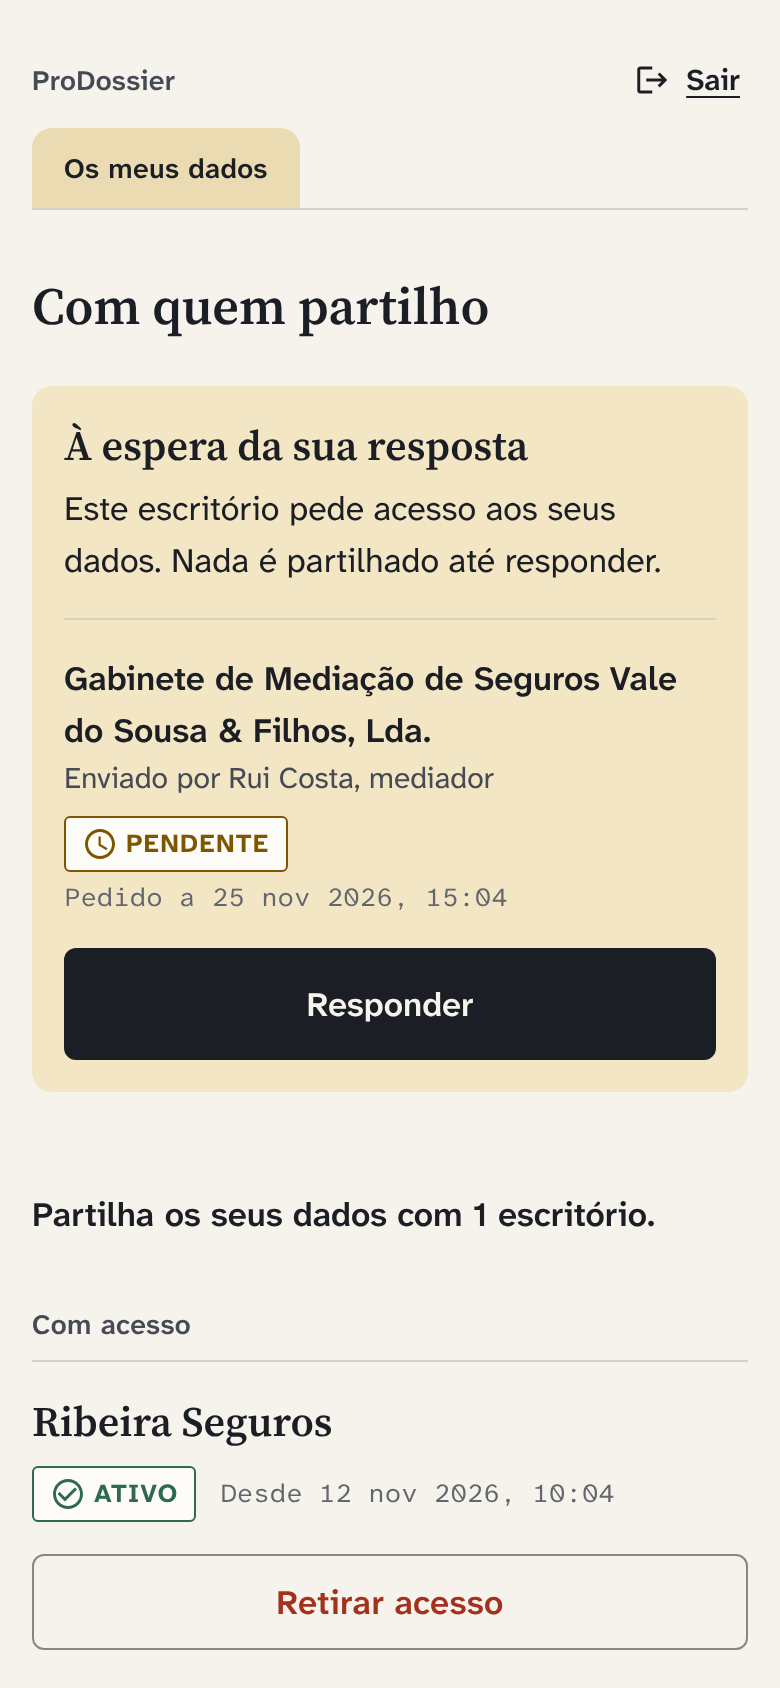 ProDossier
Sair
Os meus dados
Com quem partilho
À espera da sua resposta
Este escritório pede acesso aos seus
dados. Nada é partilhado até responder.
Gabinete de Mediação de Seguros Vale
do Sousa & Filhos, Lda.
Enviado por Rui Costa, mediador
PENDENTE
Pedido a 25 nov 2026, 15:04
Responder
Partilha os seus dados com 1 escritório.
Com acesso
Ribeira Seguros
ATIVO
Desde 12 nov 2026, 10:04
Retirar acesso